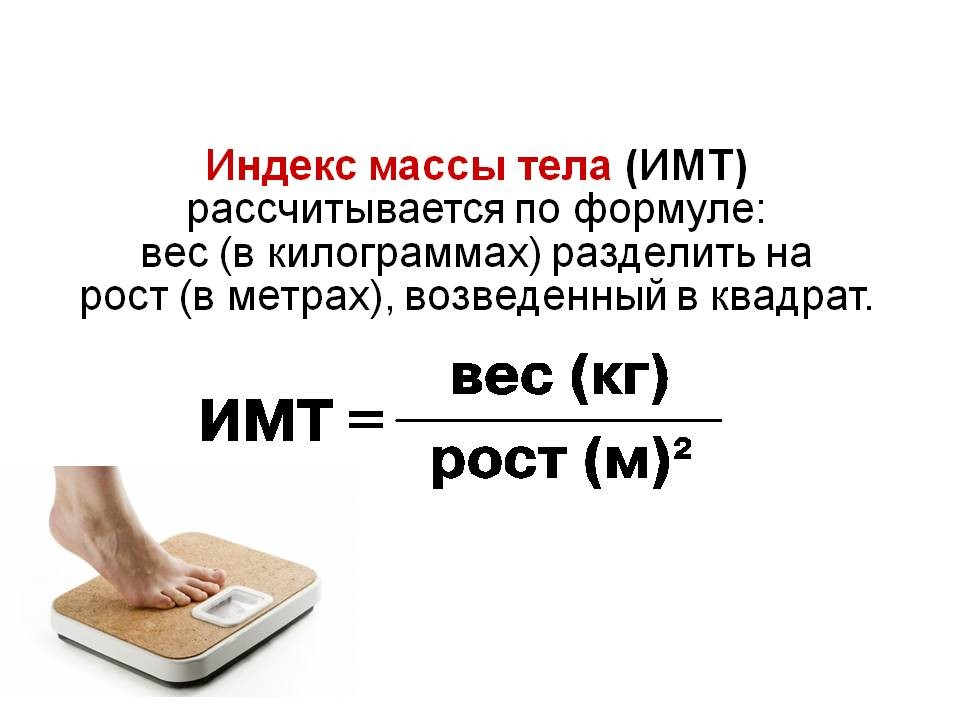 Индекс массы тела (ИМТ)
рассчитывается по формуле:
вес (в килограммах) разделить на
рост (в метрах), возведенный в квадрат.
вес (кг)
ИМТ =
рост (м)²